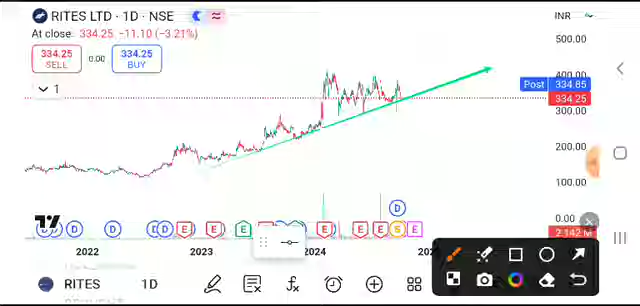 RITES LTD · 1D · NSE
INR
At close 334.25 −11.10 (−3.21%)
500.00
334.25
SELL
0.00
334.25
BUY
400.00
Post 334.85
334.25
1
300.00
200.00
100.00
0.00
D
D
D
D
D
E
E
E
E
E
E
S
E
2.142 M
2022
2023
2024
RITES 1D